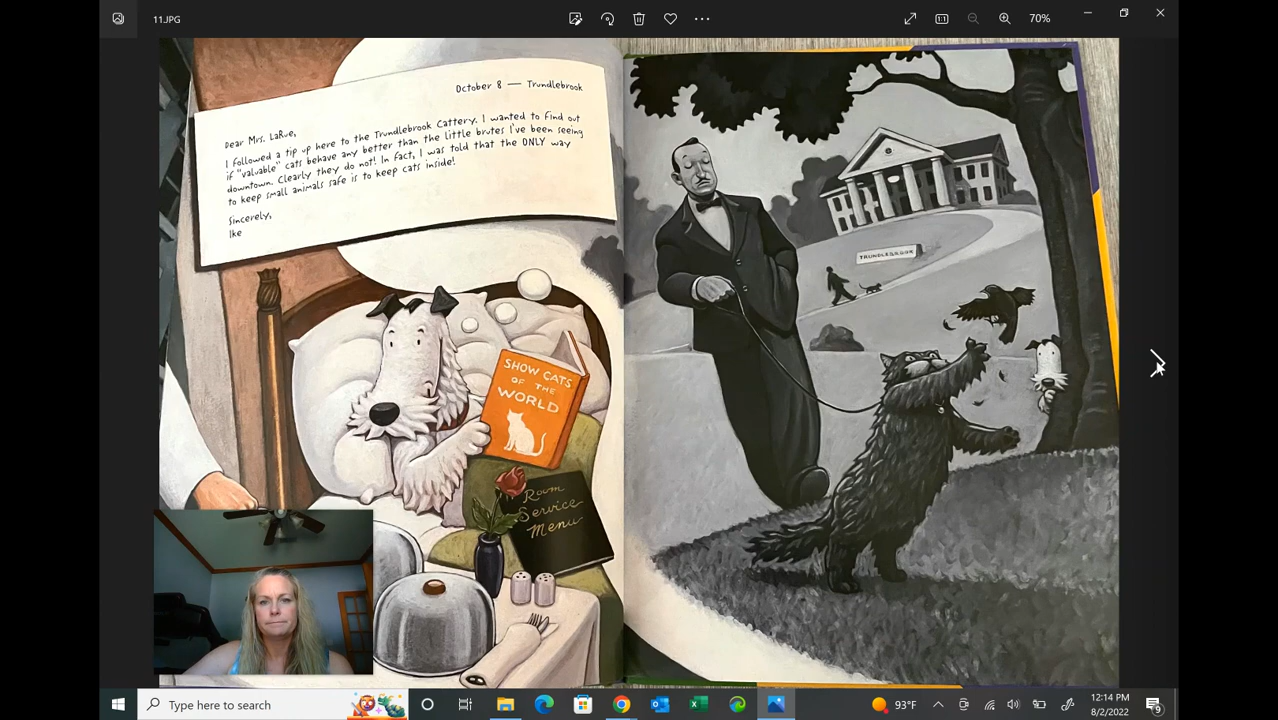 11.JPG
70%
October 8 — Trundlebrook
Dear Mrs. LaRue,
I followed a tip up here to the Trundlebrook Cattery. I wanted to find out
if "valuable" cats behave any better than the little brutes I've been seeing
downtown. Clearly they do not! In fact, I was told that the ONLY way
to keep small animals safe is to keep cats inside!
Sincerely,
Ike
SHOW CATS
OF THE
WORLD
Room
Service
Menu
TRUNDLEBROOK
Type here to search
93°F
12:14 PM
8/2/2022
9